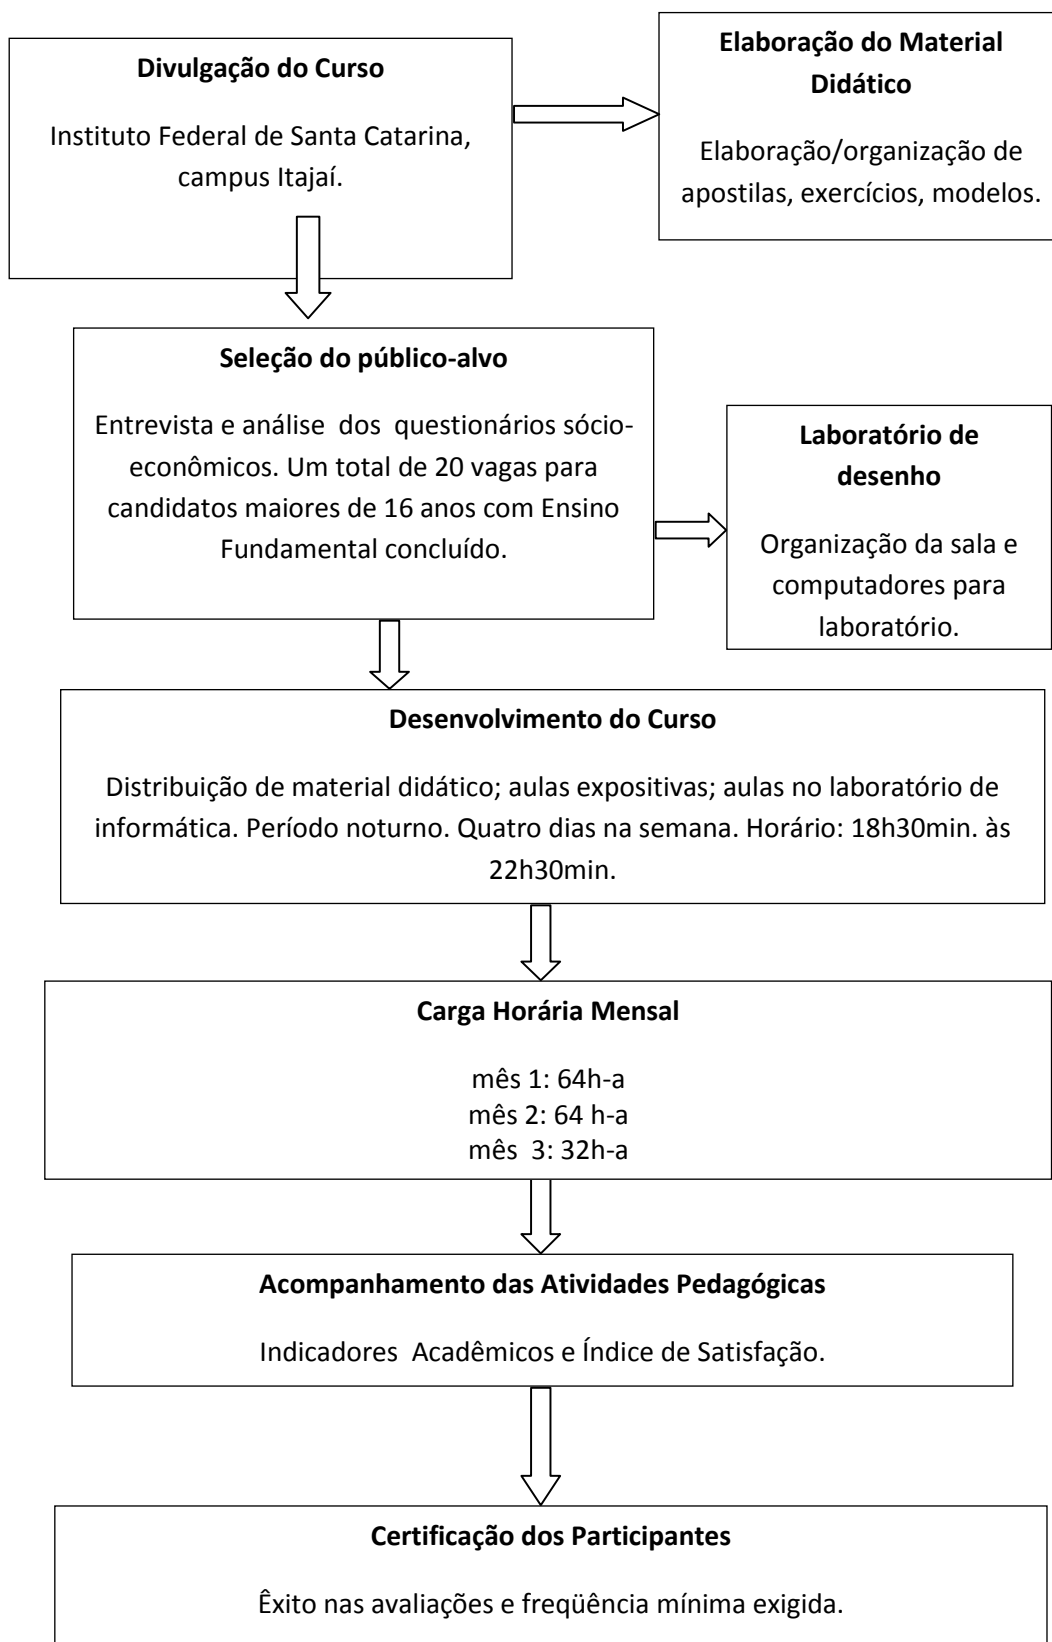 Divulgação do Curso
Instituto Federal de Santa Catarina,
campus Itajaí.
Elaboração do Material
Didático
Elaboração/organização de
apostilas, exercícios, modelos.
Seleção do público-alvo
Entrevista e análise dos questionários sócio-
econômicos. Um total de 20 vagas para
candidatos maiores de 16 anos com Ensino
Fundamental concluído.
Laboratório de
desenho
Organização da sala e
computadores para
laboratório.
Desenvolvimento do Curso
Distribuição de material didático; aulas expositivas; aulas no laboratório de
informática. Período noturno. Quatro dias na semana. Horário: 18h30min. às
22h30min.
Carga Horária Mensal
mês 1: 64h-a
mês 2: 64 h-a
mês 3: 32h-a
Acompanhamento das Atividades Pedagógicas
Indicadores Acadêmicos e Índice de Satisfação.
Certificação dos Participantes
Êxito nas avaliações e freqüência mínima exigida.